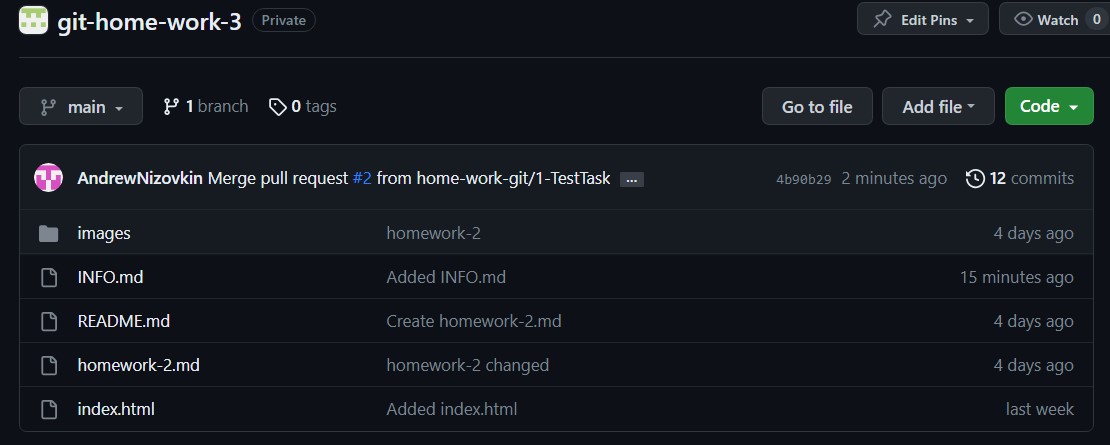 git-home-work-3 Private Edit Pins Watch 0
main 1 branch 0 tags Go to file Add file Code
AndrewNizovkin Merge pull request #2 from home-work-git/1-TestTask ... 4b90b29 2 minutes ago 12 commits
images homework-2 4 days ago
INFO.md Added INFO.md 15 minutes ago
README.md Create homework-2.md 4 days ago
homework-2.md homework-2 changed 4 days ago
index.html Added index.html last week